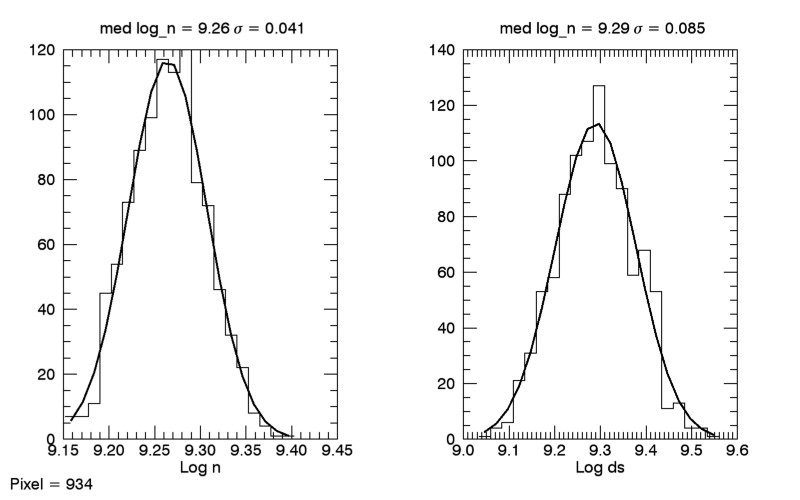 med log_n = 9.26 σ = 0.041
120
100
80
60
40
20
0
9.15 9.20 9.25 9.30 9.35 9.40 9.45
Log n
med log_n = 9.29 σ = 0.085
140
120
100
80
60
40
20
0
9.0 9.1 9.2 9.3 9.4 9.5 9.6
Log ds
Pixel = 934